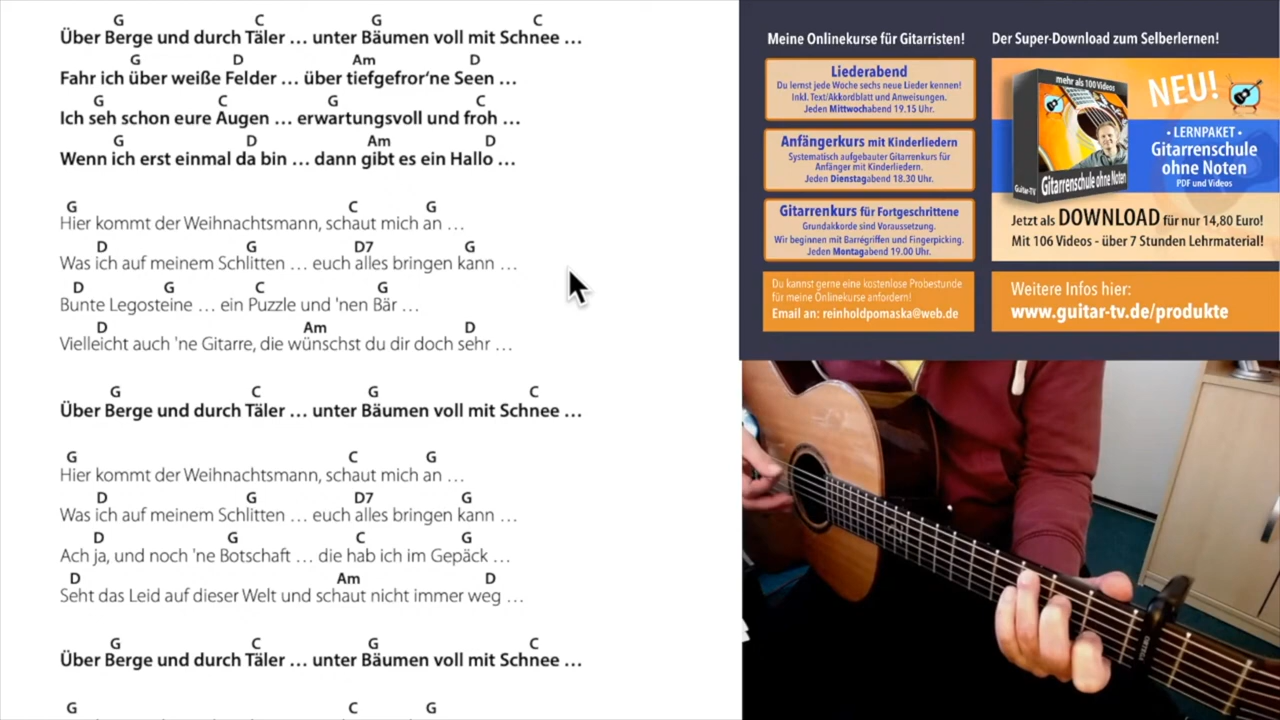 G C G C
Über Berge und durch Täler … unter Bäumen voll mit Schnee …
G D Am D
Fahr ich über weiße Felder … über tiefgefror‘ne Seen …
G C G C
Ich seh schon eure Augen … erwartungsvoll und froh …
G D Am D
Wenn ich erst einmal da bin … dann gibt es ein Hallo …
G C G
Hier kommt der Weihnachtsmann, schaut mich an …
D G D7 G
Was ich auf meinem Schlitten … euch alles bringen kann …
D G C G
Bunte Legosteine … ein Puzzle und 'nen Bär …
D Am D
Vielleicht auch 'ne Gitarre, die wünschst du dir doch sehr …
G C G C
Über Berge und durch Täler … unter Bäumen voll mit Schnee …
G C G
Hier kommt der Weihnachtsmann, schaut mich an …
D G D7 G
Was ich auf meinem Schlitten … euch alles bringen kann …
D G C G
Ach ja, und noch 'ne Botschaft … die hab ich im Gepäck …
D Am D
Seht das Leid auf dieser Welt und schaut nicht immer weg …
G C G C
Über Berge und durch Täler … unter Bäumen voll mit Schnee …
G C G
Meine Onlinekurse für Gitarristen!
Liederabend
Du lernst jede Woche sechs neue Lieder kennen!
Inkl. Text/Akkordblatt und Anweisungen.
Jeden Mittwochabend 19.15 Uhr.
Anfängerkurs mit Kinderliedern
Systematisch aufgebauter Gitarrenkurs für
Anfänger mit Kinderliedern.
Jeden Dienstagabend 18.30 Uhr.
Gitarrenkurs für Fortgeschrittene
Grundakkorde sind Voraussetzung.
Wir beginnen mit Barrégriffen und Fingerpicking.
Jeden Montagabend 19.00 Uhr.
Du kannst gerne eine kostenlose Probestunde
für meine Onlinekurse anfordern!
Email an: reinholdpomaska@web.de
Der Super-Download zum Selberlernen!
mehr als 100 Videos
Guitar-TV
Gitarrenschule ohne Noten
NEU!
• LERNPAKET •
Gitarrenschule
ohne Noten
PDF und Videos
Jetzt als DOWNLOAD für nur 14,80 Euro!
Mit 106 Videos - über 7 Stunden Lehrmaterial!
Weitere Infos hier:
www.guitar-tv.de/produkte